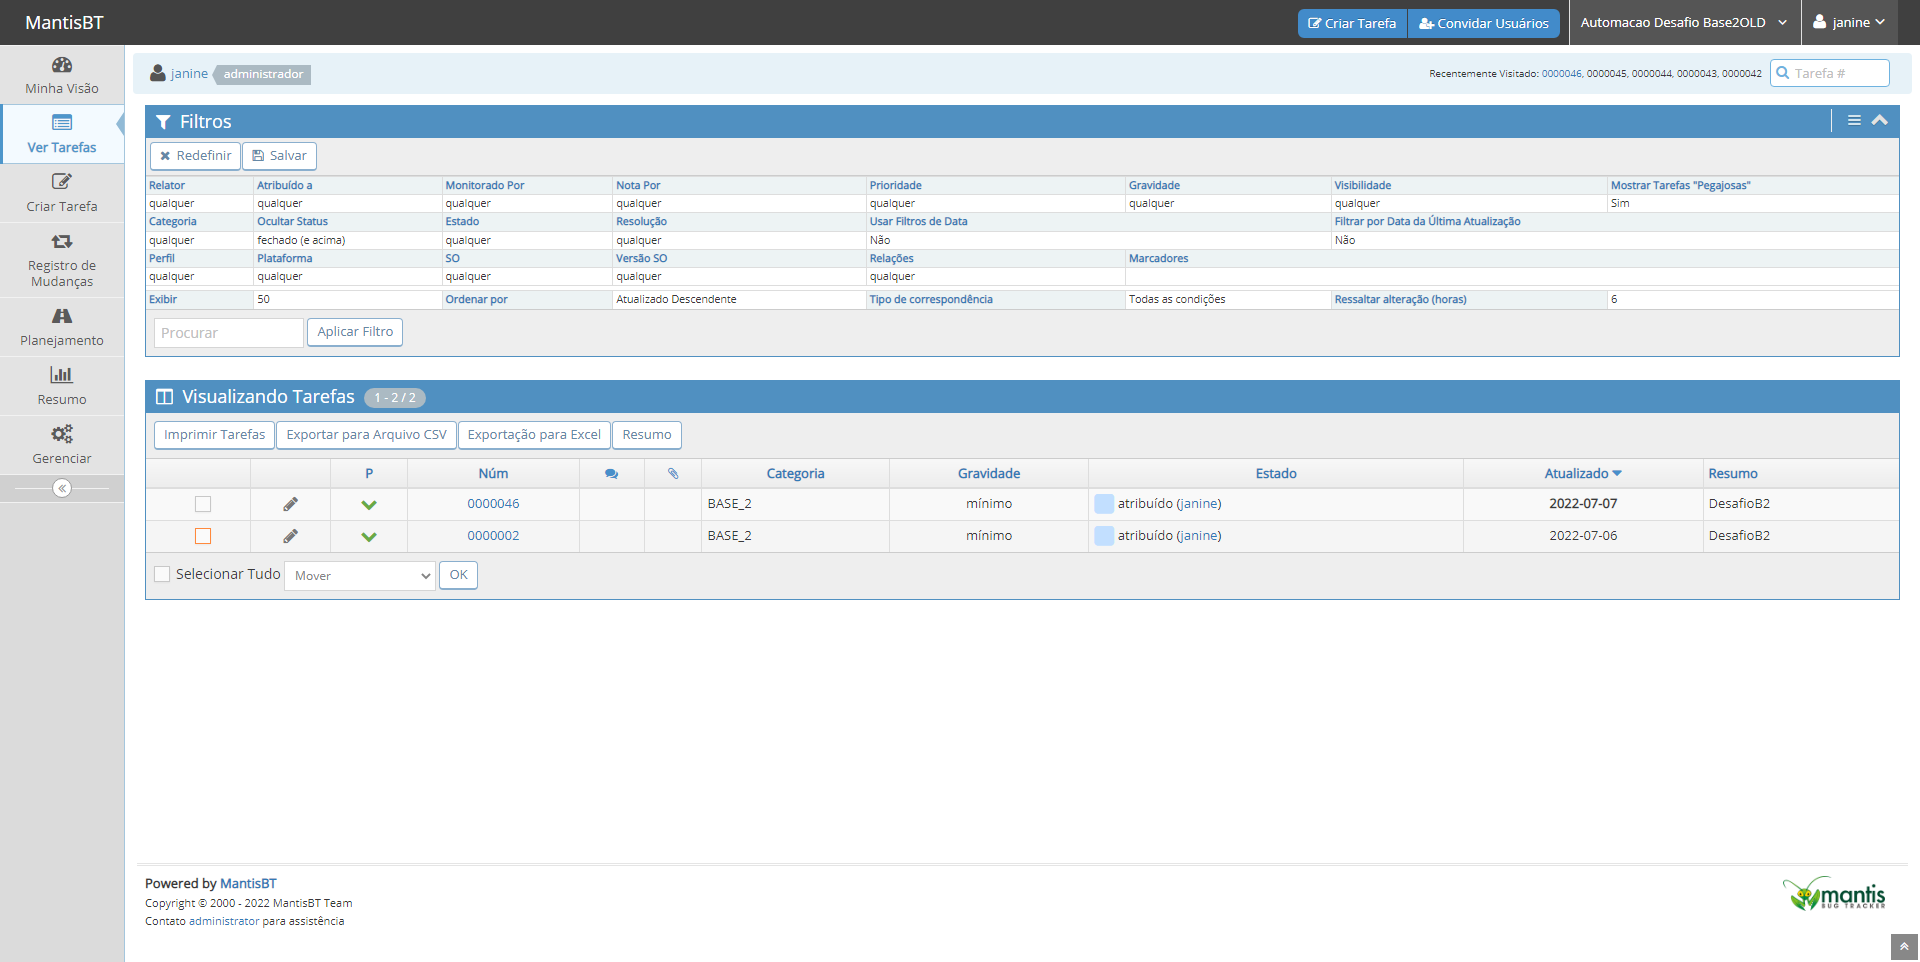 MantisBT
Criar Tarefa
Convidar Usuários
Automacao Desafio Base2OLD
janine
Minha Visão
Ver Tarefas
Criar Tarefa
Registro de
Mudanças
Planejamento
Resumo
Gerenciar
janine administrador
Recentemente Visitado: 0000046, 0000045, 0000044, 0000043, 0000042
Tarefa #
Filtros
Redefinir Salvar
Relator Atribuído a Monitorado Por Nota Por Prioridade Gravidade Visibilidade Mostrar Tarefas "Pegajosas"
qualquer qualquer qualquer qualquer qualquer qualquer qualquer Sim
Categoria Ocultar Status Estado Resolução Usar Filtros de Data Filtrar por Data da Última Atualização
qualquer fechado (e acima) qualquer qualquer Não Não
Perfil Plataforma SO Versão SO Relações Marcadores
qualquer qualquer qualquer qualquer qualquer
Exibir 50 Ordenar por Atualizado Descendente Tipo de correspondência Todas as condições Ressaltar alteração (horas) 6
Procurar Aplicar Filtro
Visualizando Tarefas 1 - 2 / 2
Imprimir Tarefas Exportar para Arquivo CSV Exportação para Excel Resumo
P Núm Categoria Gravidade Estado Atualizado Resumo
0000046 BASE_2 mínimo atribuído (janine) 2022-07-07 DesafioB2
0000002 BASE_2 mínimo atribuído (janine) 2022-07-06 DesafioB2
Selecionar Tudo Mover OK
Powered by MantisBT
Copyright © 2000 - 2022 MantisBT Team
Contato administrator para assistência
mantis
BUG TRACKER